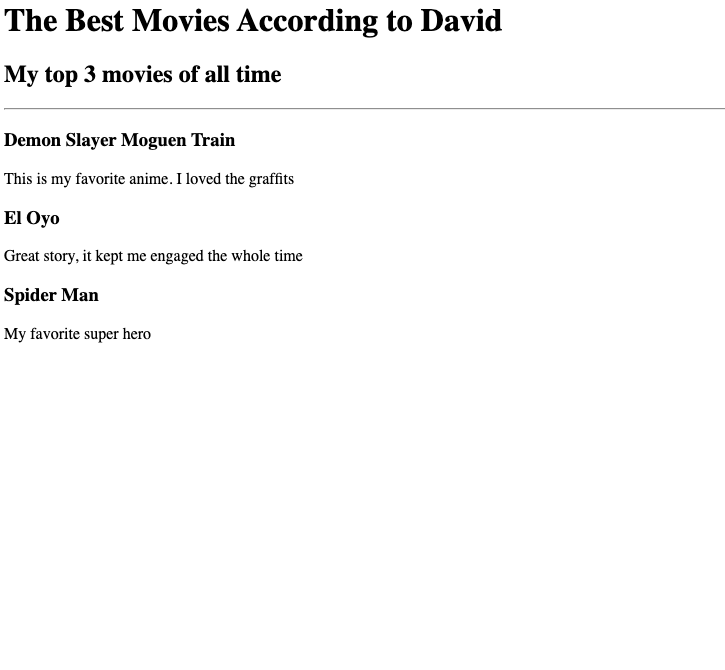 The Best Movies According to David
My top 3 movies of all time
Demon Slayer Moguen Train
This is my favorite anime. I loved the graffits
El Oyo
Great story, it kept me engaged the whole time
Spider Man
My favorite super hero